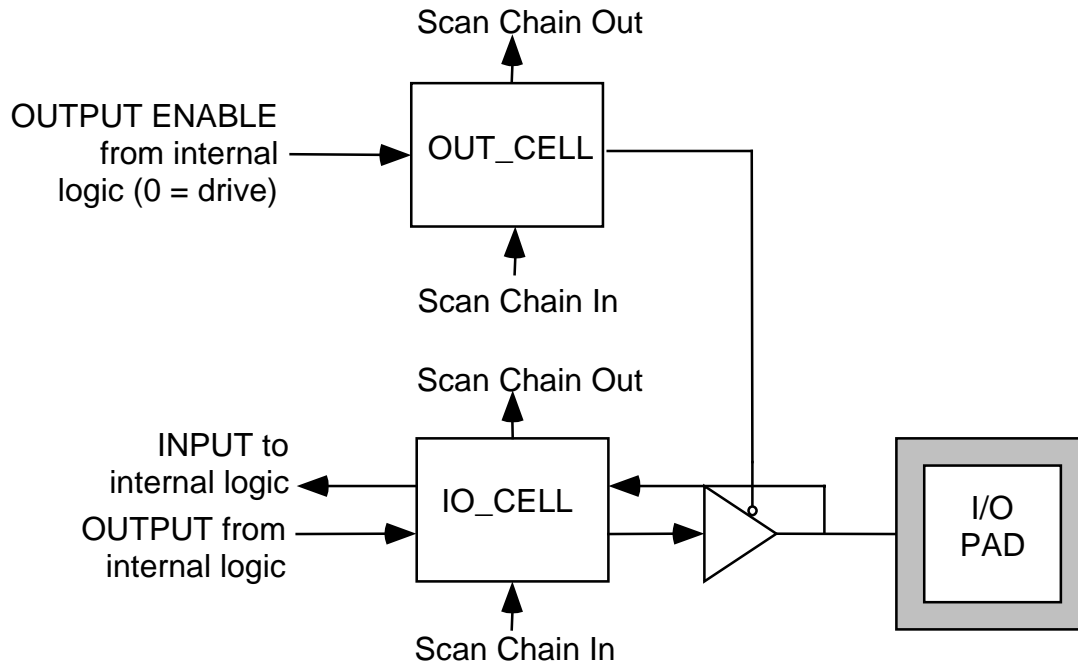 Scan Chain Out
OUTPUT ENABLE
from internal
logic (0 = drive)
OUT_CELL
Scan Chain In
Scan Chain Out
INPUT to
internal logic
OUTPUT from
internal logic
IO_CELL
I/O
PAD
Scan Chain In